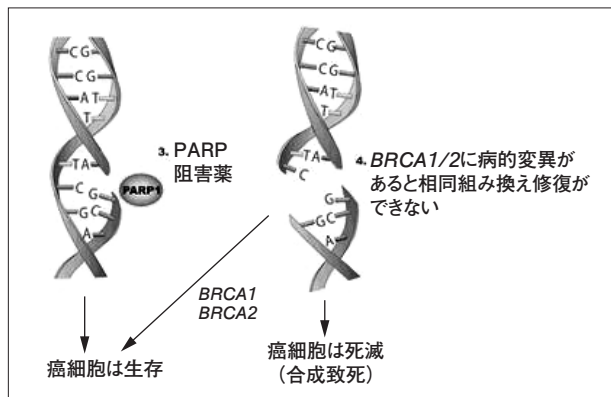 CG
CG
AT
T
TA
C
G
GC
A
3. PARP
阻害薬
PARP1
CG
CG
AT
T
TA
C
G
GC
A
4. BRCA1/2に病的変異が
あると相同組み換え修復が
できない
BRCA1
BRCA2
癌細胞は生存
癌細胞は死滅
(合成致死)